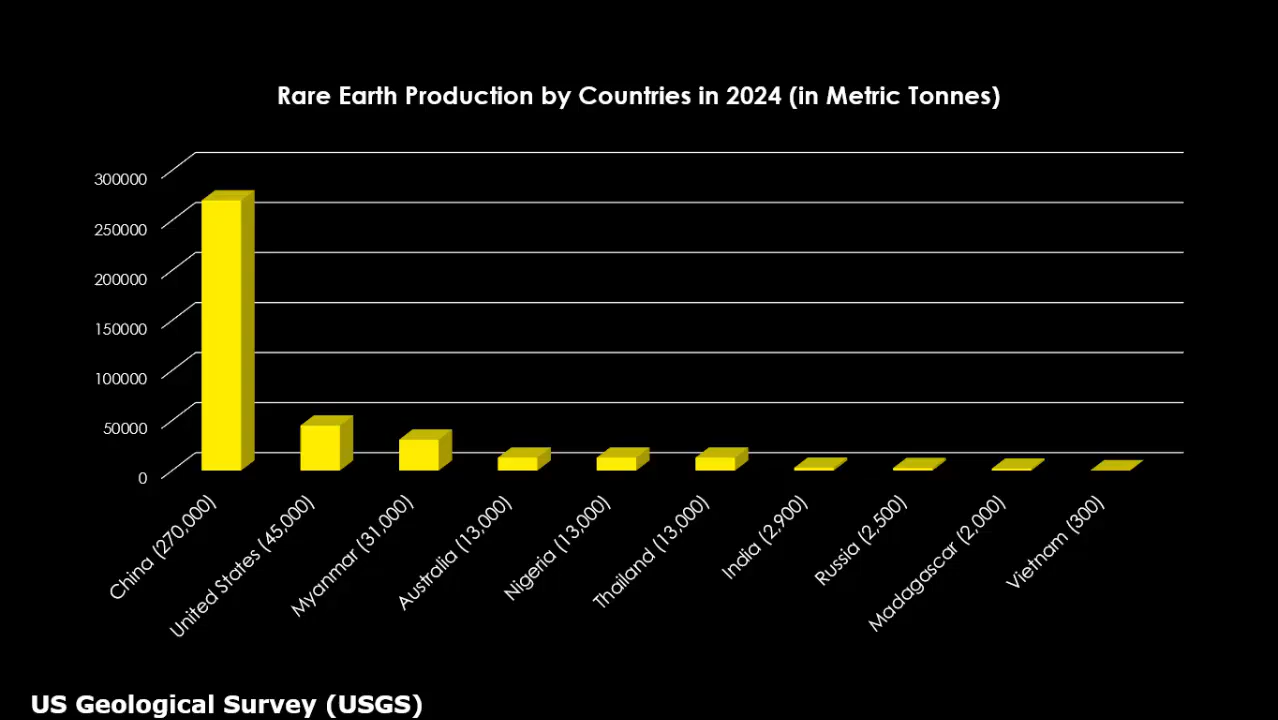 Rare Earth Production by Countries in 2024 (in Metric Tonnes)
300000
250000
200000
150000
100000
50000
0
China (270,000)
United States (45,000)
Myanmar (31,000)
Australia (13,000)
Nigeria (13,000)
Thailand (13,000)
India (2,900)
Russia (2,500)
Madagascar (2,000)
Vietnam (300)
US Geological Survey (USGS)